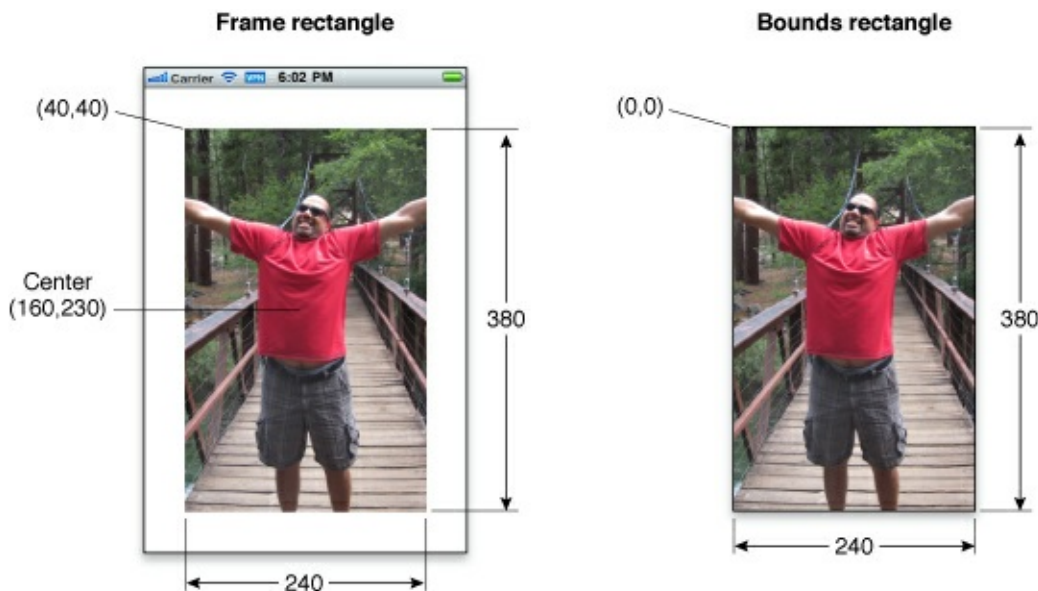 Frame rectangle
Bounds rectangle
Carrier VPN 6:02 PM
(40,40)
(0,0)
Center
(160,230)
380
380
240
240